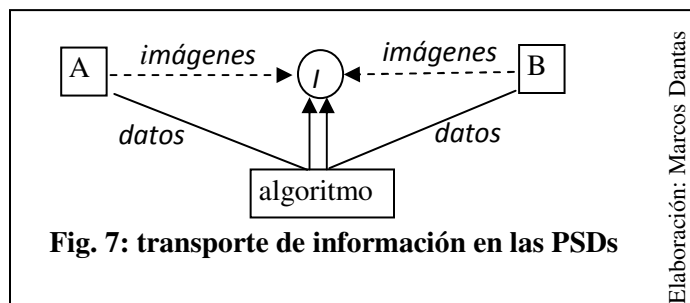 imágenes
imágenes
A
I
B
datos
datos
algoritmo
Fig. 7: transporte de información en las PSDs
Elaboración: Marcos Dantas